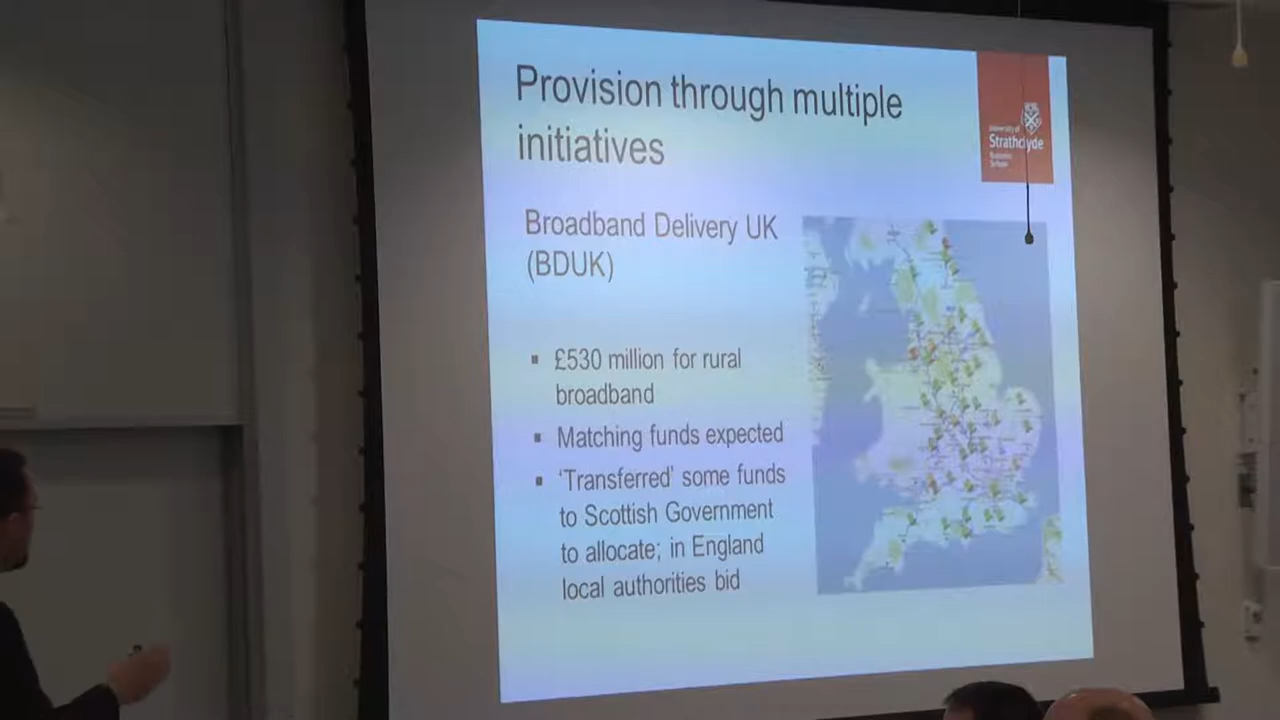 Provision through multiple
initiatives
University of
Strathclyde
Business
School
Broadband Delivery UK
(BDUK)
▪ £530 million for rural
broadband
▪ Matching funds expected
▪ ‘Transferred’ some funds
to Scottish Government
to allocate; in England
local authorities bid